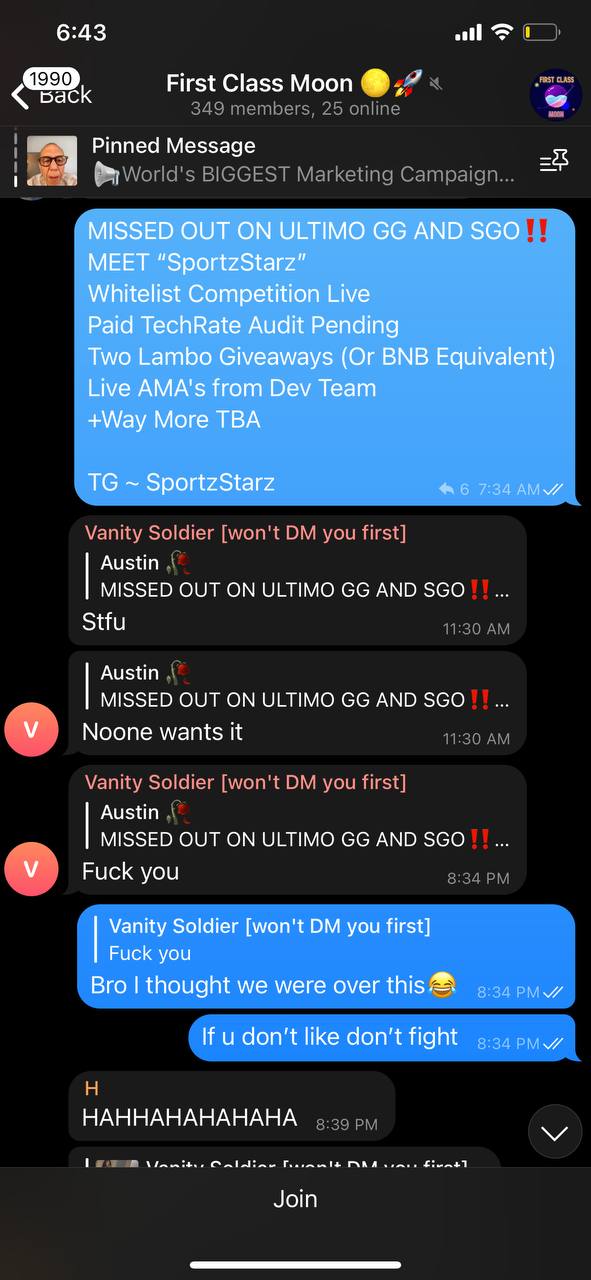 6:43
1990
Back
First Class Moon 🌕🚀
349 members, 25 online
FIRST CLASS
MOON
Pinned Message
📢World's BIGGEST Marketing Campaign...
MISSED OUT ON ULTIMO GG AND SGO‼️
MEET “SportzStarz”
Whitelist Competition Live
Paid TechRate Audit Pending
Two Lambo Giveaways (Or BNB Equivalent)
Live AMA's from Dev Team
+Way More TBA
TG ~ SportzStarz
6 7:34 AM
Vanity Soldier [won't DM you first]
Austin 🥀
MISSED OUT ON ULTIMO GG AND SGO‼️...
Stfu
11:30 AM
Austin 🥀
MISSED OUT ON ULTIMO GG AND SGO‼️...
V
Noone wants it
11:30 AM
Vanity Soldier [won't DM you first]
Austin 🥀
MISSED OUT ON ULTIMO GG AND SGO‼️...
V
Fuck you
8:34 PM
Vanity Soldier [won't DM you first]
Fuck you
Bro I thought we were over this😂 8:34 PM
If u don’t like don’t fight 8:34 PM
H
HAHHAHAHAHAHA 8:39 PM
Vanity Soldier [won't DM you first]
Join